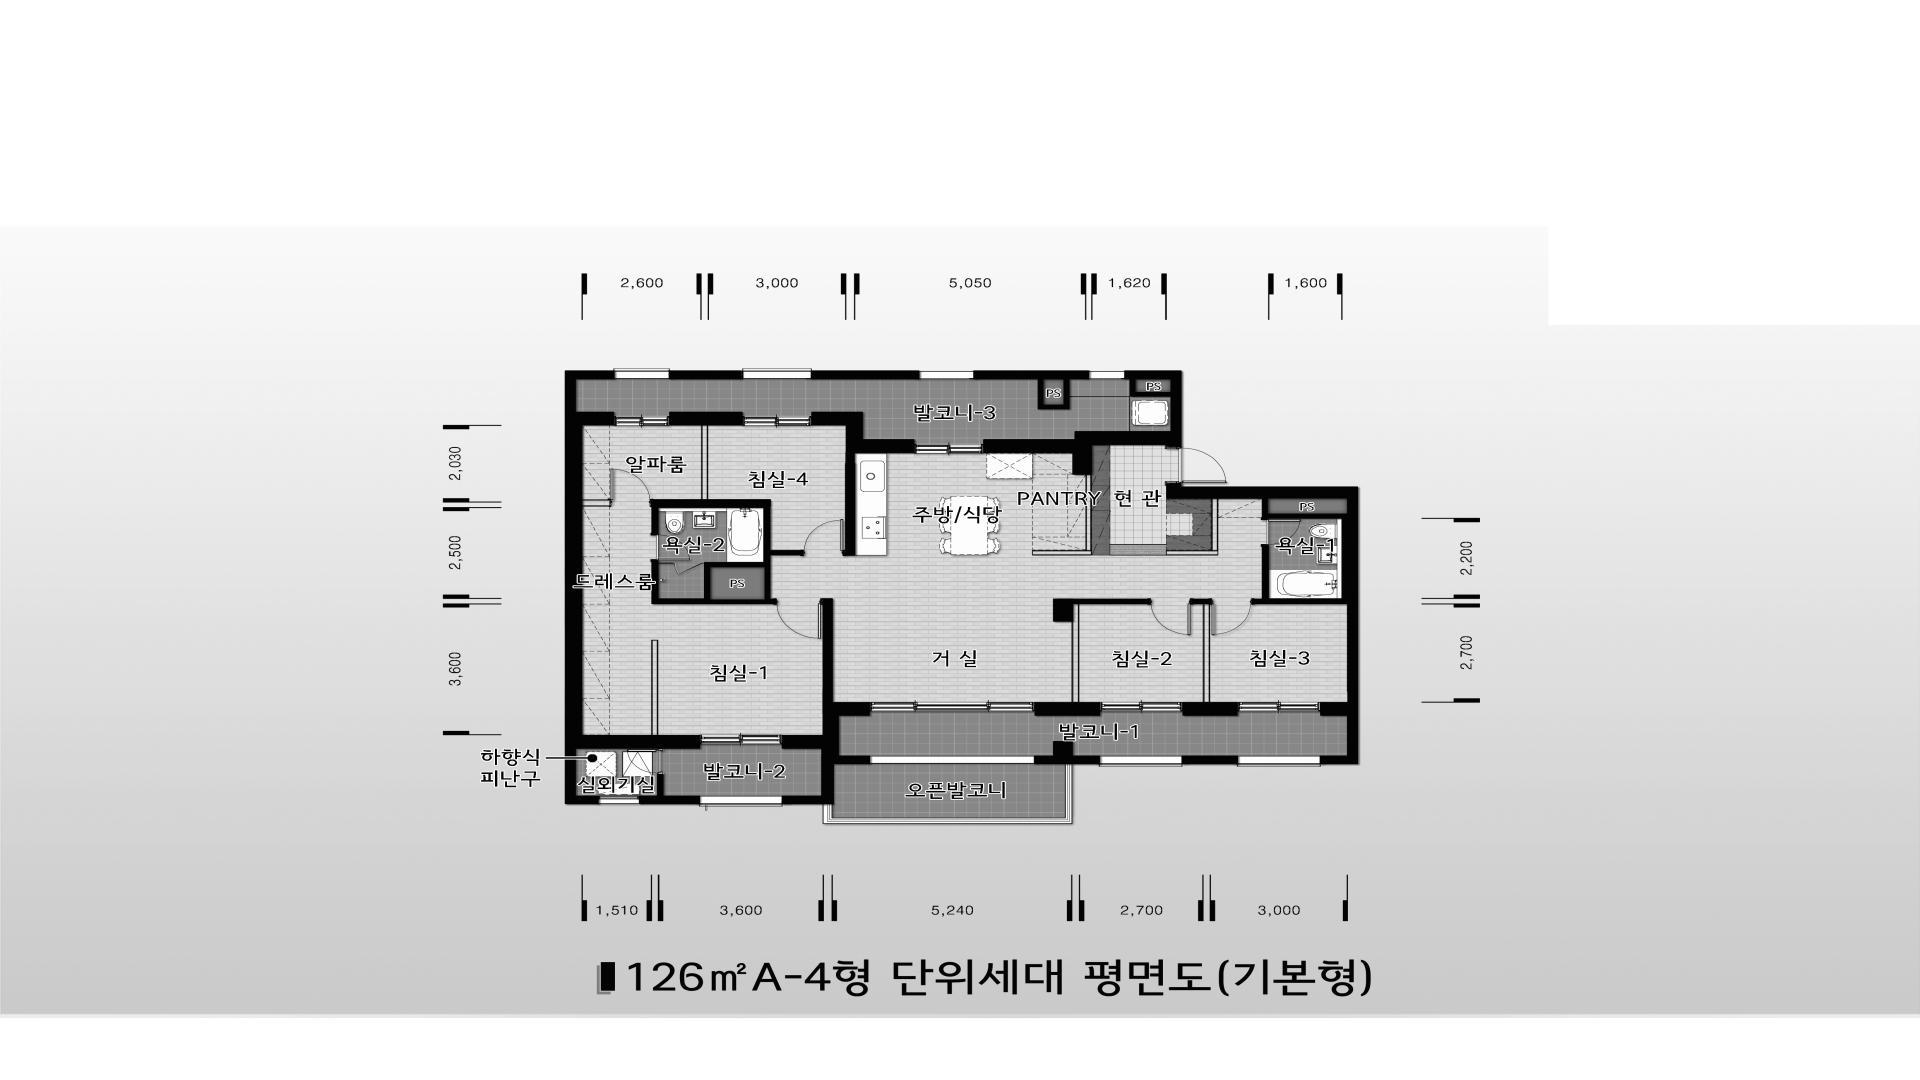 2,600 3,000 5,050 1,620 1,600
PS PS
발코니-3
2,030
알파룸
침실-4
PANTRY 현 관
PS
주방/식당
2,500
욕실-2
욕실-1
2,200
드레스룸
PS
3,600
침실-1
거 실
침실-2
침실-3
2,700
발코니-1
하향식
피난구
실외기실
발코니-2
오픈발코니
1,510 3,600 5,240 2,700 3,000
126㎡A-4형 단위세대 평면도(기본형)